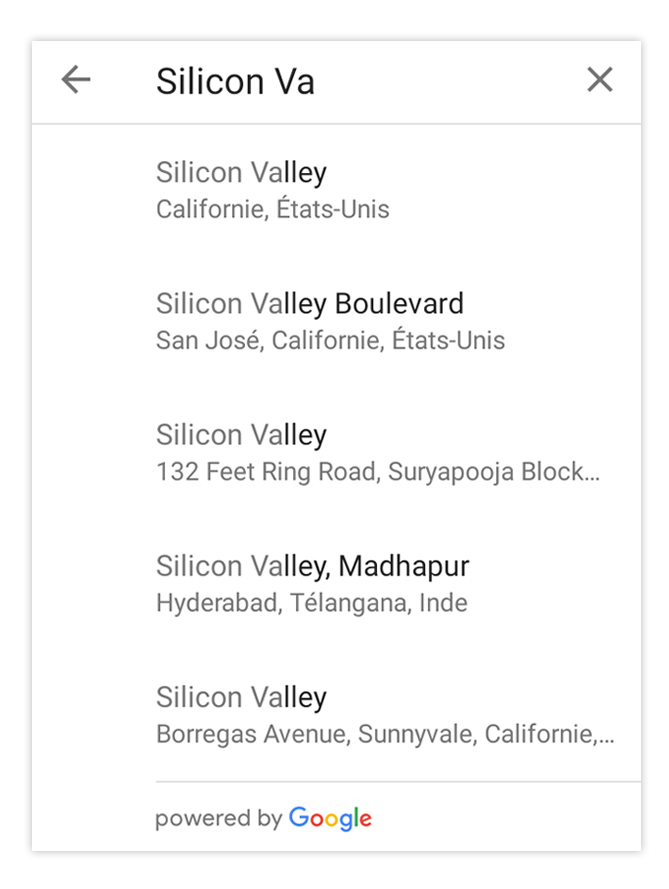 Silicon Va
Silicon Valley
Californie, États-Unis
Silicon Valley Boulevard
San José, Californie, États-Unis
Silicon Valley
132 Feet Ring Road, Suryapooja Block...
Silicon Valley, Madhapur
Hyderabad, Télangana, Inde
Silicon Valley
Borregas Avenue, Sunnyvale, Californie,...
powered by Google